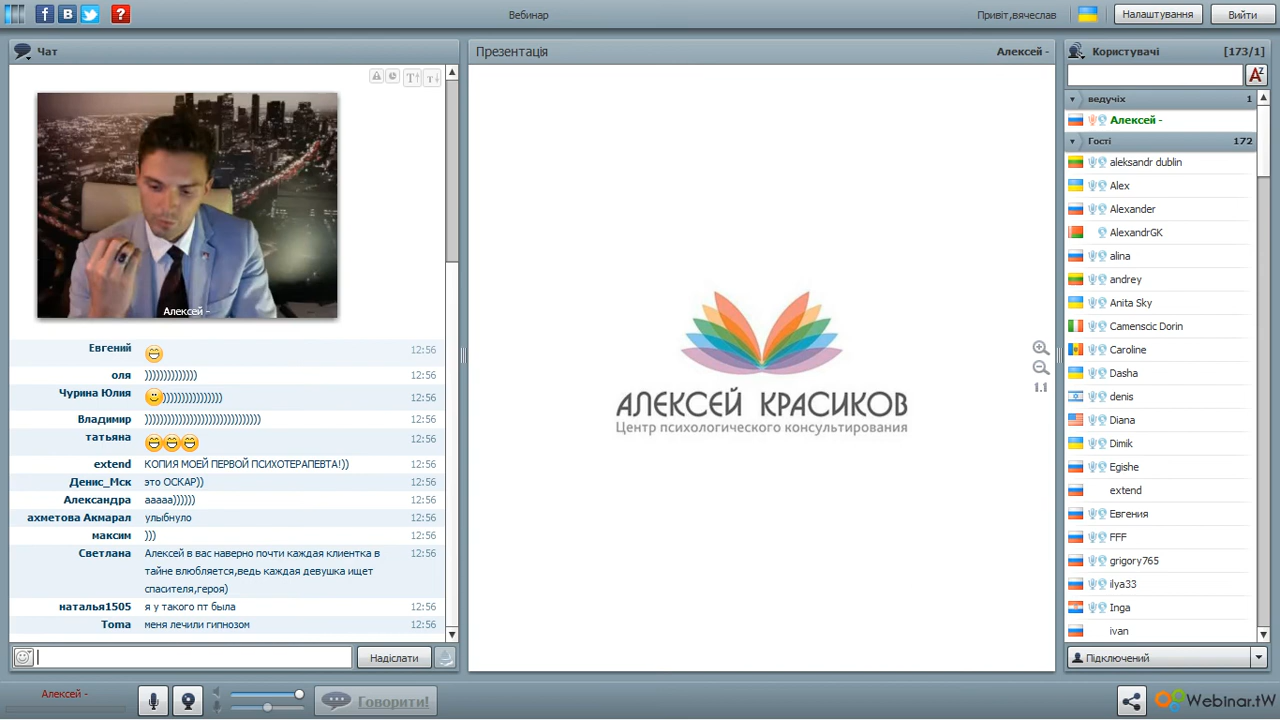 Вебинар
Привіт,вячеслав
Налаштування
Вийти
Чат
Алексей -
Евгений 12:56
оля )))))))))))))) 12:56
Чурина Юлия )))))))))))))))) 12:56
Владимир ))))))))))))))))))))))))))))))) 12:56
татьяна 12:56
extend КОПИЯ МОЕЙ ПЕРВОЙ ПСИХОТЕРАПЕВТА!)) 12:56
Денис_Мск это ОСКАР)) 12:56
Александра ааааа)))))) 12:56
ахметова Акмарал улыбнуло 12:56
максим ))) 12:56
Светлана Алексей в вас наверно почти каждая клиентка в 12:56
тайне влюбляется,ведь каждая девушка ищет
спасителя,героя)
наталья1505 я у такого пт была 12:56
Toma меня лечили гипнозом 12:56
Надіслати
Презентація Алексей -
АЛЕКСЕЙ КРАСИКОВ
Центр психологического консультирования
1.1
Користувачі [173/1]
ведучіх 1
Алексей -
Гості 172
aleksandr dublin
Alex
Alexander
AlexandrGK
alina
andrey
Anita Sky
Camenscic Dorin
Caroline
Dasha
denis
Diana
Dimik
Egishe
extend
Евгения
FFF
grigory765
ilya33
Inga
ivan
Підключений
Алексей -
Говорити!
Webinar.tw